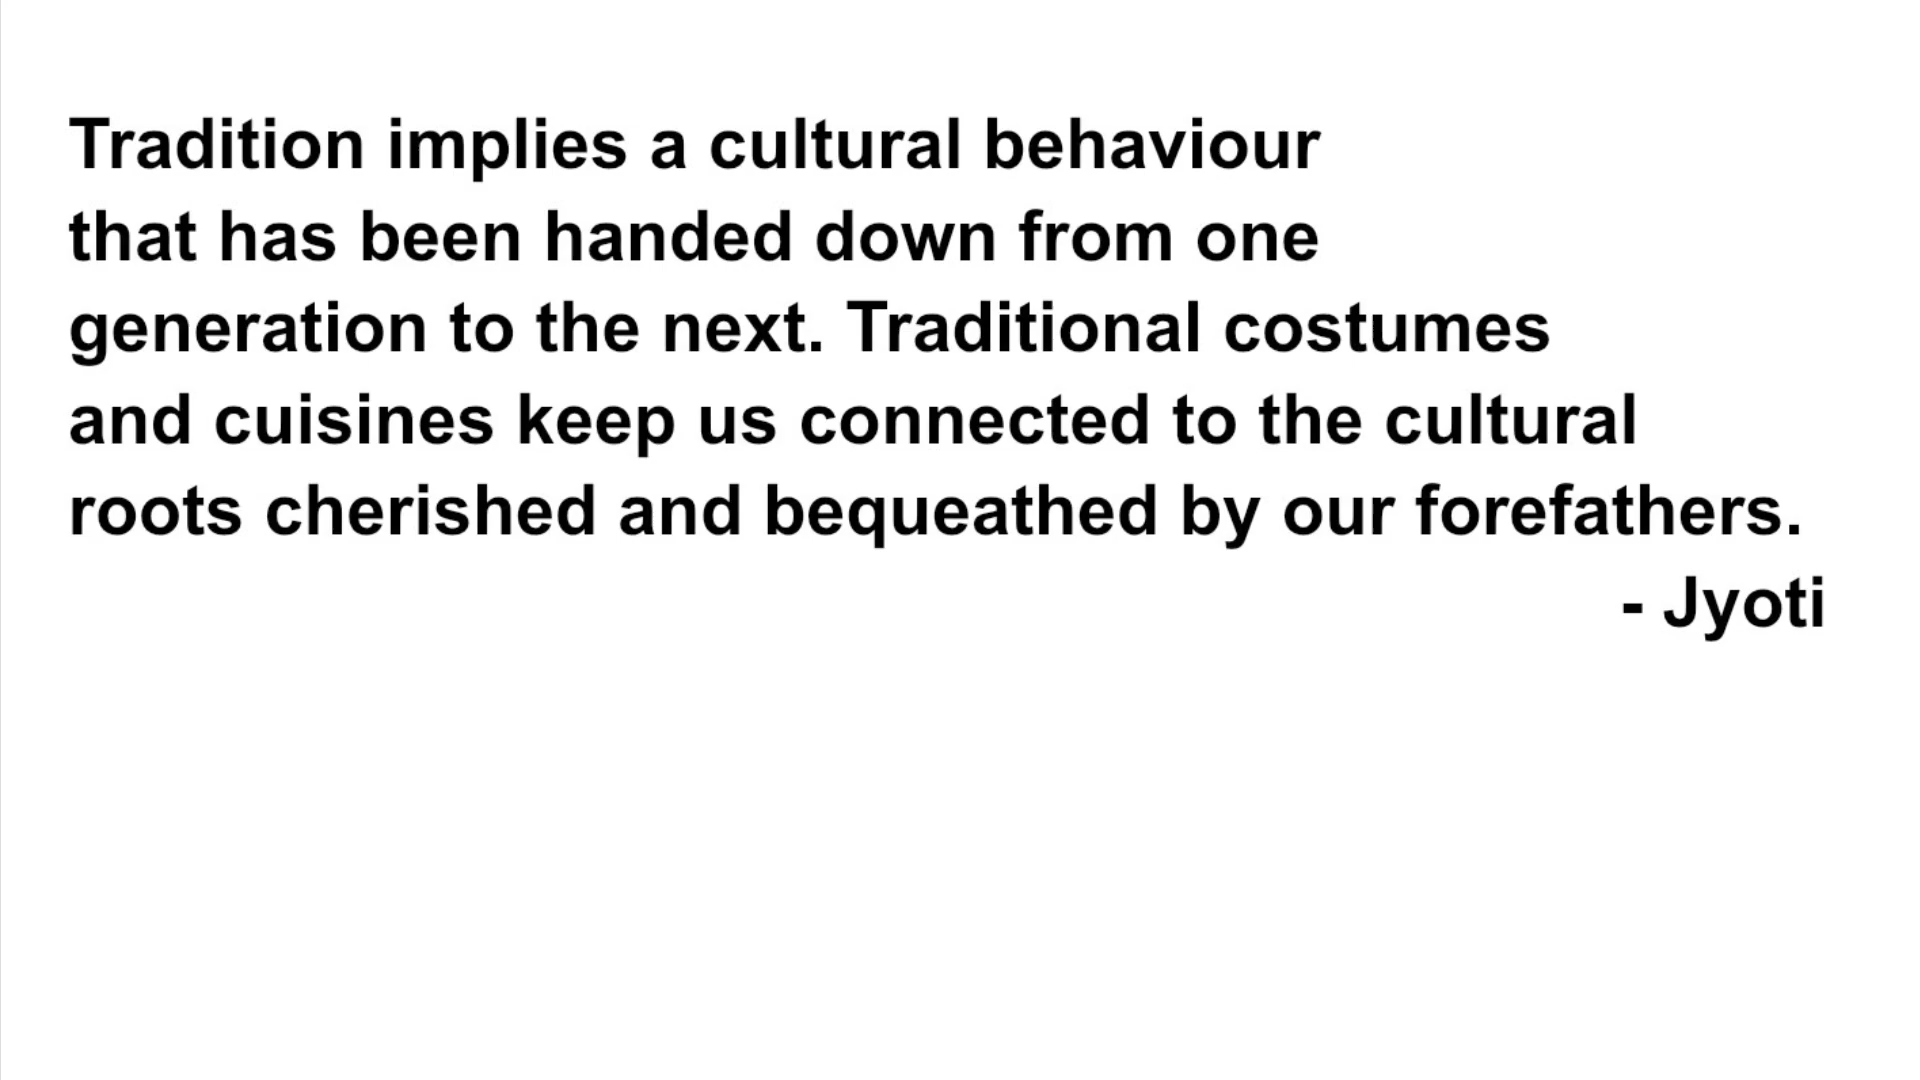 Tradition implies a cultural behaviour
that has been handed down from one
generation to the next. Traditional costumes
and cuisines keep us connected to the cultural
roots cherished and bequeathed by our forefathers.
- Jyoti